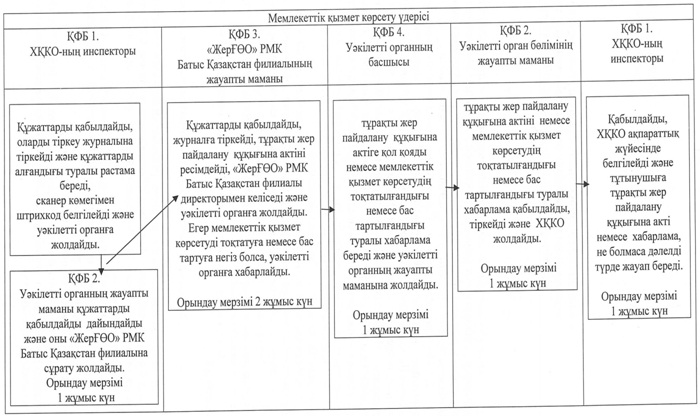 Мемлекеттік қызмет көрсету үдерісі
ҚФБ 1.
ХҚКО-ның инспекторы
ҚФБ 3.
«ЖерҒӨО» РМК
Батыс Қазақстан филиалының
жауапты маманы
ҚФБ 4.
Уәкілетті органның
басшысы
ҚФБ 2.
Уәкілетті орган бөлімінің
жауапты маманы
ҚФБ 1.
ХҚКО-ның
инспекторы
Құжаттарды қабылдайды,
оларды тіркеу журналына
тіркейді және құжаттарды
алғандығы туралы растама
береді,
сканер көмегімен
штрихкод белгілейді және
уәкілетті органға
жолдайды.
ҚФБ 2.
Уәкілетті органның жауапты
маманы құжаттарды
қабылдайды дайындайды
және оны «ЖерҒӨО» РМК
Батыс Қазақстан филиалына
сұрату жолдайды.
Орындау мерзімі
1 жұмыс күн
Құжаттарды қабылдайды,
журналға тіркейді, тұрақты жер
пайдалану құқығына актіні
ресімдейді, «ЖерҒӨО» РМК
Батыс Қазақстан филиалы
директорымен келіседі және
уәкілетті органға жолдайды.
Егер мемлекеттік қызмет
көрсетуді тоқтатуға немесе бас
тартуға негіз болса, уәкілетті
органға хабарлайды.
Орындау мерзімі 2 жұмыс күн
тұрақты жер
пайдалану құқығына
актіге қол қояды
немесе мемлекеттік
қызмет көрсетудің
тоқтатылғандығы
немесе бас
тартылғандығы
туралы хабарлама
береді және уәкілетті
органның жауапты
маманына жолдайды.
Орындау мерзімі
1 жұмыс күн
тұрақты жер пайдалану
құқығына актіні немесе
мемлекеттік қызмет
көрсетудің
тоқтатылғандығы
немесе бас
тартылғандығы туралы
хабарлама қабылдайды,
тіркейді және ХҚКО
жолдайды.
Орындау мерзімі
1 жұмыс күн
Қабылдайды,
ХҚКО ақпараттық
жүйесінде
белгілейді және
тұтынушыға
тұрақты жер
пайдалану
құқығына акті
немесе хабарлама,
не болмаса дәлелді
түрде жауап береді.
Орындау мерзімі
1 жұмыс күн